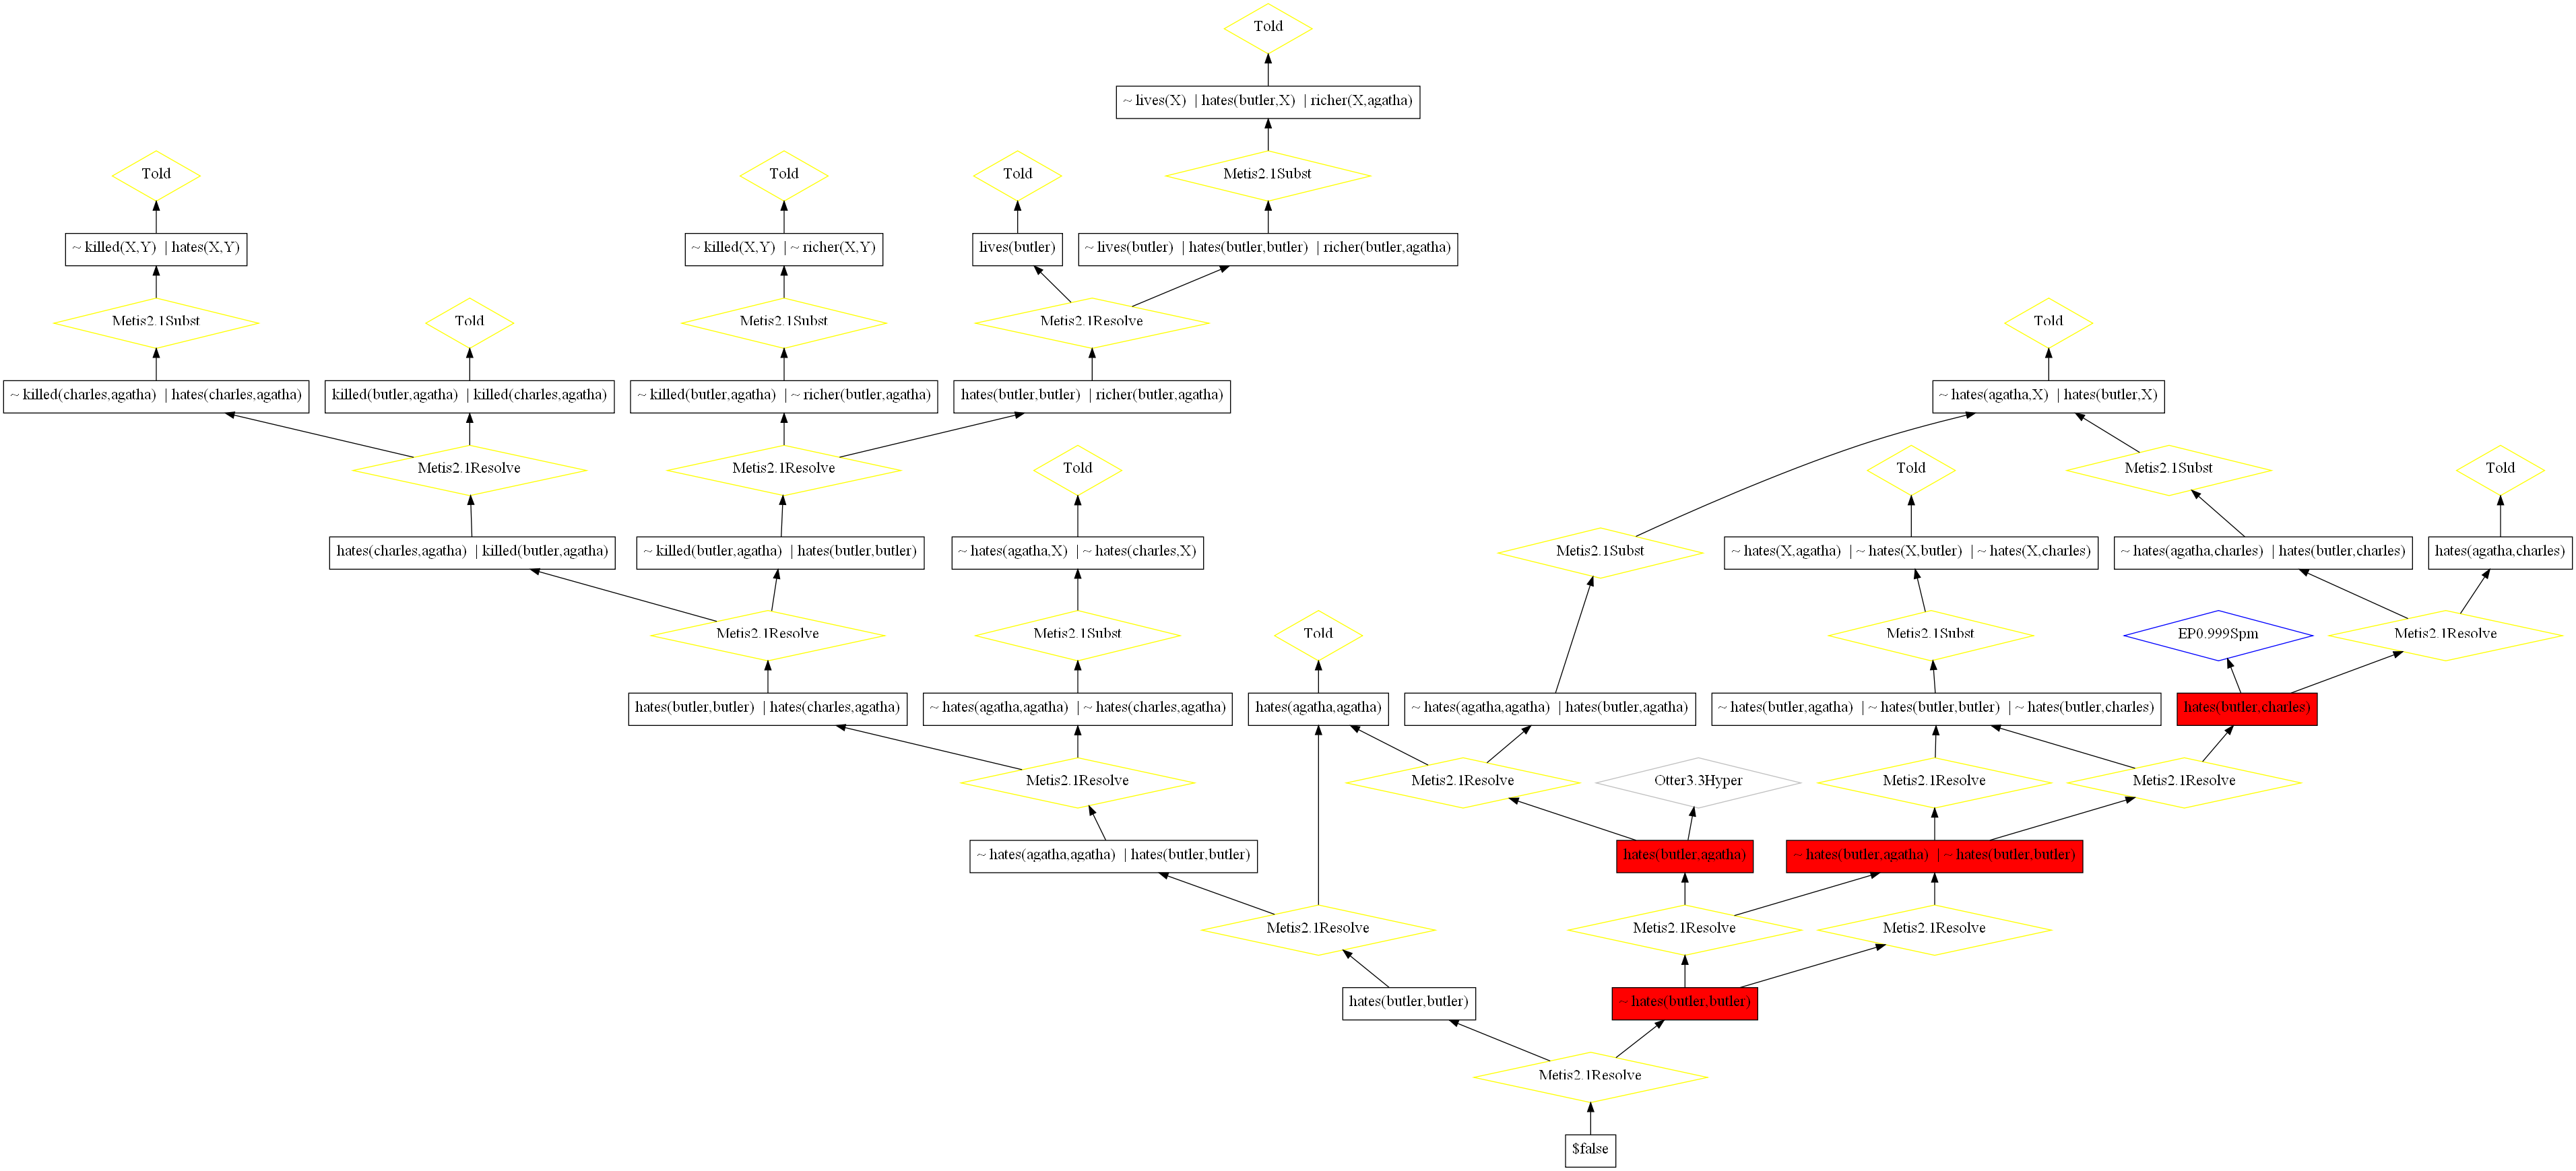 Told
~ lives(X) | hates(butler,X) | richer(X,agatha)
Told
Told
Told
Metis2.1Subst
~ killed(X,Y) | hates(X,Y)
~ killed(X,Y) | ~ richer(X,Y)
lives(butler)
~ lives(butler) | hates(butler,butler) | richer(butler,agatha)
Metis2.1Subst
Told
Metis2.1Subst
Metis2.1Resolve
Told
~ killed(charles,agatha) | hates(charles,agatha)
killed(butler,agatha) | killed(charles,agatha)
~ killed(butler,agatha) | ~ richer(butler,agatha)
hates(butler,butler) | richer(butler,agatha)
~ hates(agatha,X) | hates(butler,X)
Metis2.1Resolve
Metis2.1Resolve
Told
Told
Metis2.1Subst
Told
hates(charles,agatha) | killed(butler,agatha)
~ killed(butler,agatha) | hates(butler,butler)
~ hates(agatha,X) | ~ hates(charles,X)
Metis2.1Subst
~ hates(X,agatha) | ~ hates(X,butler) | ~ hates(X,charles)
~ hates(agatha,charles) | hates(butler,charles)
hates(agatha,charles)
Metis2.1Resolve
Metis2.1Subst
Told
Metis2.1Subst
EP0.999Spm
Metis2.1Resolve
hates(butler,butler) | hates(charles,agatha)
~ hates(agatha,agatha) | ~ hates(charles,agatha)
hates(agatha,agatha)
~ hates(agatha,agatha) | hates(butler,agatha)
~ hates(butler,agatha) | ~ hates(butler,butler) | ~ hates(butler,charles)
hates(butler,charles)
Metis2.1Resolve
Metis2.1Resolve
Otter3.3Hyper
Metis2.1Resolve
Metis2.1Resolve
~ hates(agatha,agatha) | hates(butler,butler)
hates(butler,agatha)
~ hates(butler,agatha) | ~ hates(butler,butler)
Metis2.1Resolve
Metis2.1Resolve
Metis2.1Resolve
hates(butler,butler)
~ hates(butler,butler)
Metis2.1Resolve
$false